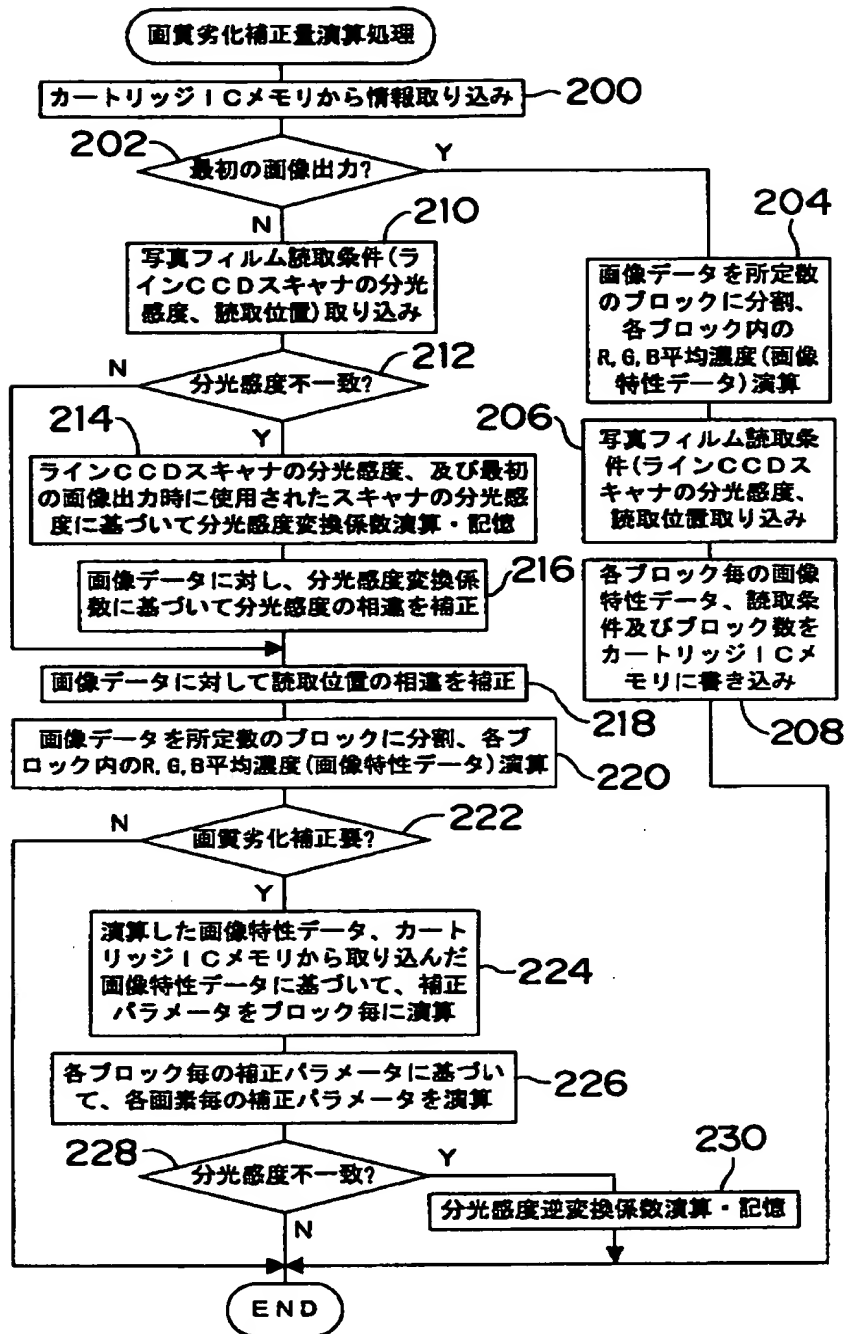 画質劣化補正量演算処理
カートリッジICメモリから情報取り込み
200
202
最初の画像出力?
Y
N
210
写真フィルム読取条件(ラ
インCCDスキャナの分光
感度、読取位置)取り込み
204
画像データを所定数
のブロックに分割、
各ブロック内の
R,G,B平均濃度(画像
特性データ)演算
212
N
分光感度不一致?
Y
206
写真フィルム読取条
件(ラインCCDス
キャナの分光感度、
読取位置取り込み
214
ラインCCDスキャナの分光感度、及び最初
の画像出力時に使用されたスキャナの分光感
度に基づいて分光感度変換係数演算・記憶
216
画像データに対し、分光感度変換係
数に基づいて分光感度の相違を補正
各ブロック毎の画像
特性データ、読取条
件及びブロック数を
カートリッジICメ
モリに書き込み
208
画像データに対して読取位置の相違を補正
218
画像データを所定数のブロックに分割、各ブ
ロック内のR,G,B平均濃度(画像特性データ)演算
220
N
画質劣化補正要?
222
Y
演算した画像特性データ、カート
リッジICメモリから取り込んだ
画像特性データに基づいて、補正
パラメータをブロック毎に演算
224
各ブロック毎の補正パラメータに基づい
て、各画素毎の補正パラメータを演算
226
228
分光感度不一致?
Y
N
230
分光感度逆変換係数演算・記憶
END